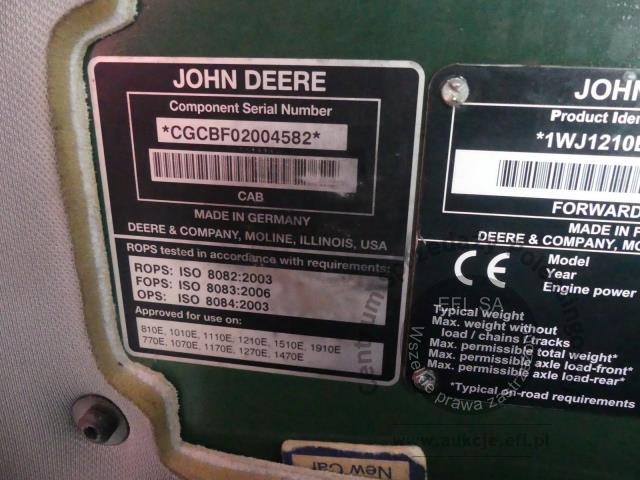 JOHN DEERE
Component Serial Number
*CGCBF02004582*
CAB
MADE IN GERMANY
DEERE & COMPANY, MOLINE, ILLINOIS, USA
ROPS tested in accordance with requirements:
ROPS: ISO 8082:2003
FOPS: ISO 8083:2006
OPS: ISO 8084:2003
Approved for use on:
810E, 1010E, 1110E, 1210E, 1510E, 1910E
770E, 1070E, 1170E, 1270E, 1470E
JOHN
Product Iden
*1WJ1210E
FORWARD
MADE IN F
DEERE & COMPANY, MO
CE
Model
Year
Engine power
Typical weight
Max. weight without
load / chains / tracks
Max. permissible total weight*
Max. permissible axle load-front*
Max. permissible axle load-rear*
*Typical on-road requirements
New Car
EFL SA
Wszelkie prawa zastrzeżone
www.aukcje.efl.pl